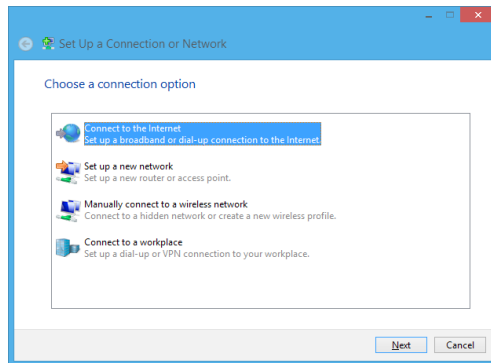 Set Up a Connection or Network
Choose a connection option
Connect to the Internet
Set up a broadband or dial-up connection to the Internet.
Set up a new network
Set up a new router or access point.
Manually connect to a wireless network
Connect to a hidden network or create a new wireless profile.
Connect to a workplace
Set up a dial-up or VPN connection to your workplace.
Next Cancel